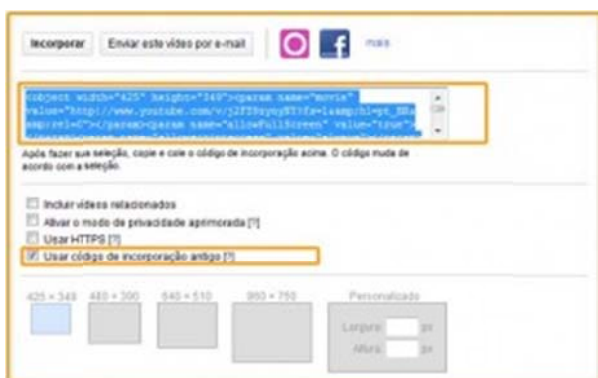 Incorporar Enviar este vídeo por e-mail mais
<object width="425" height="349"><param name="movie"
value="http://www.youtube.com/v/
name="allowFullScreen" value="true">
Após fazer sua seleção, copie e cole o código de incorporação acima. O código muda de
acordo com a seleção.
Incluir vídeos relacionados
Ativar o modo de privacidade aprimorada [?]
Usar HTTPS [?]
Usar código de incorporação antigo [?]
425 × 349 480 × 390 640 × 510 960 × 750 Personalizado
Largura: px
Altura: px